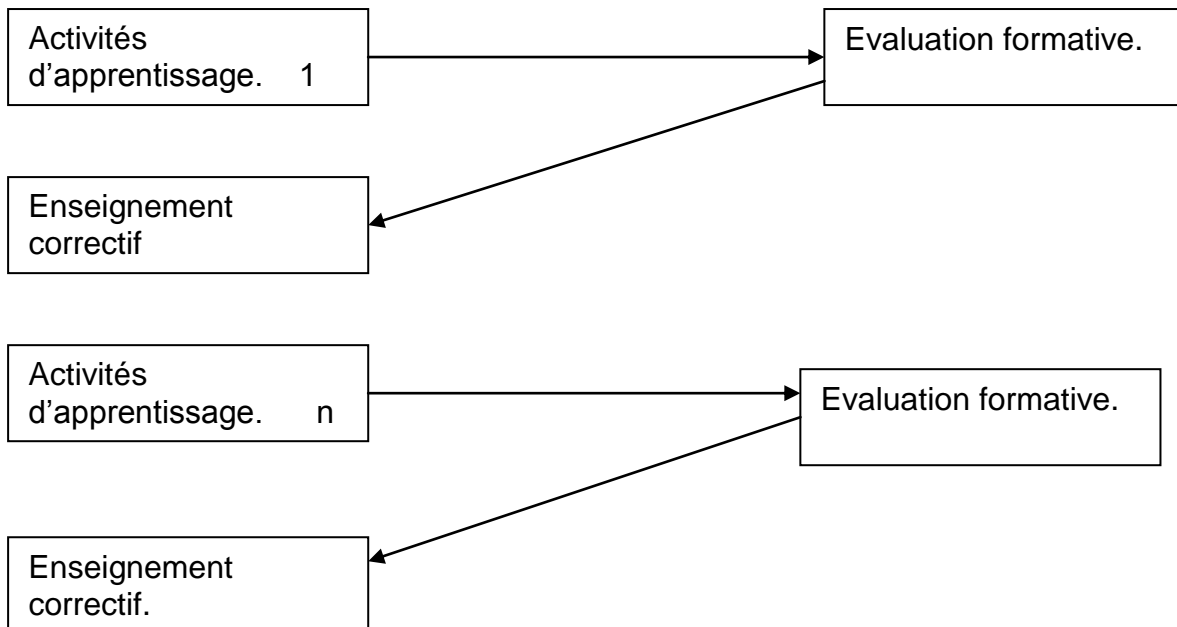 Activités
d’apprentissage. 1
Evaluation formative.
Enseignement
correctif
Activités
d’apprentissage. n
Evaluation formative.
Enseignement
correctif.